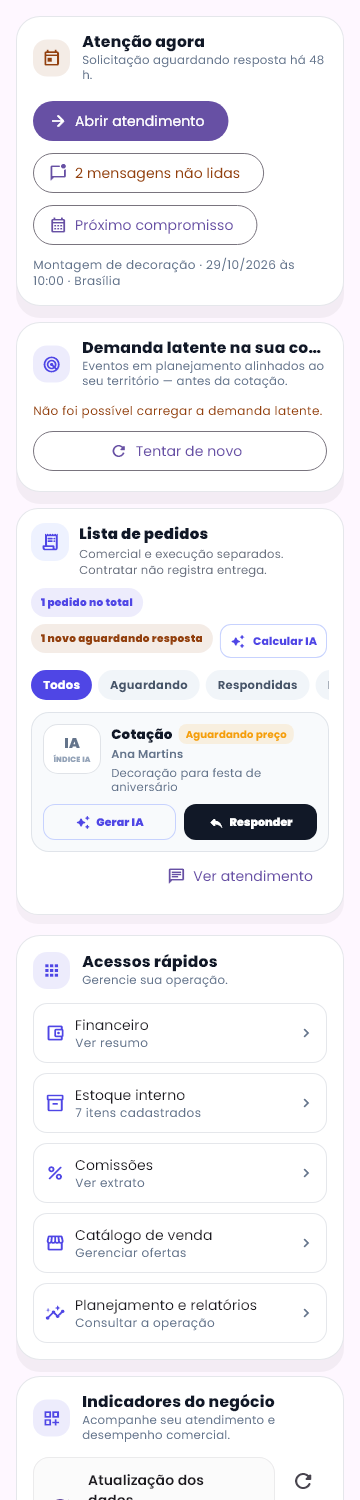 Atenção agora
Solicitação aguardando resposta há 48
h.
Abrir atendimento
2 mensagens não lidas
Próximo compromisso
Montagem de decoração · 29/10/2026 às
10:00 · Brasília
Demanda latente na sua co...
Eventos em planejamento alinhados ao
seu território — antes da cotação.
Não foi possível carregar a demanda latente.
Tentar de novo
Lista de pedidos
Comercial e execução separados.
Contratar não registra entrega.
1 pedido no total
1 novo aguardando resposta
Calcular IA
Todos
Aguardando
Respondidas
IA
ÍNDICE IA
Cotação
Aguardando preço
Ana Martins
Decoração para festa de
aniversário
Gerar IA
Responder
Ver atendimento
Acessos rápidos
Gerencie sua operação.
Financeiro
Ver resumo
Estoque interno
7 itens cadastrados
Comissões
Ver extrato
Catálogo de venda
Gerenciar ofertas
Planejamento e relatórios
Consultar a operação
Indicadores do negócio
Acompanhe seu atendimento e
desempenho comercial.
Atualização dos
dados